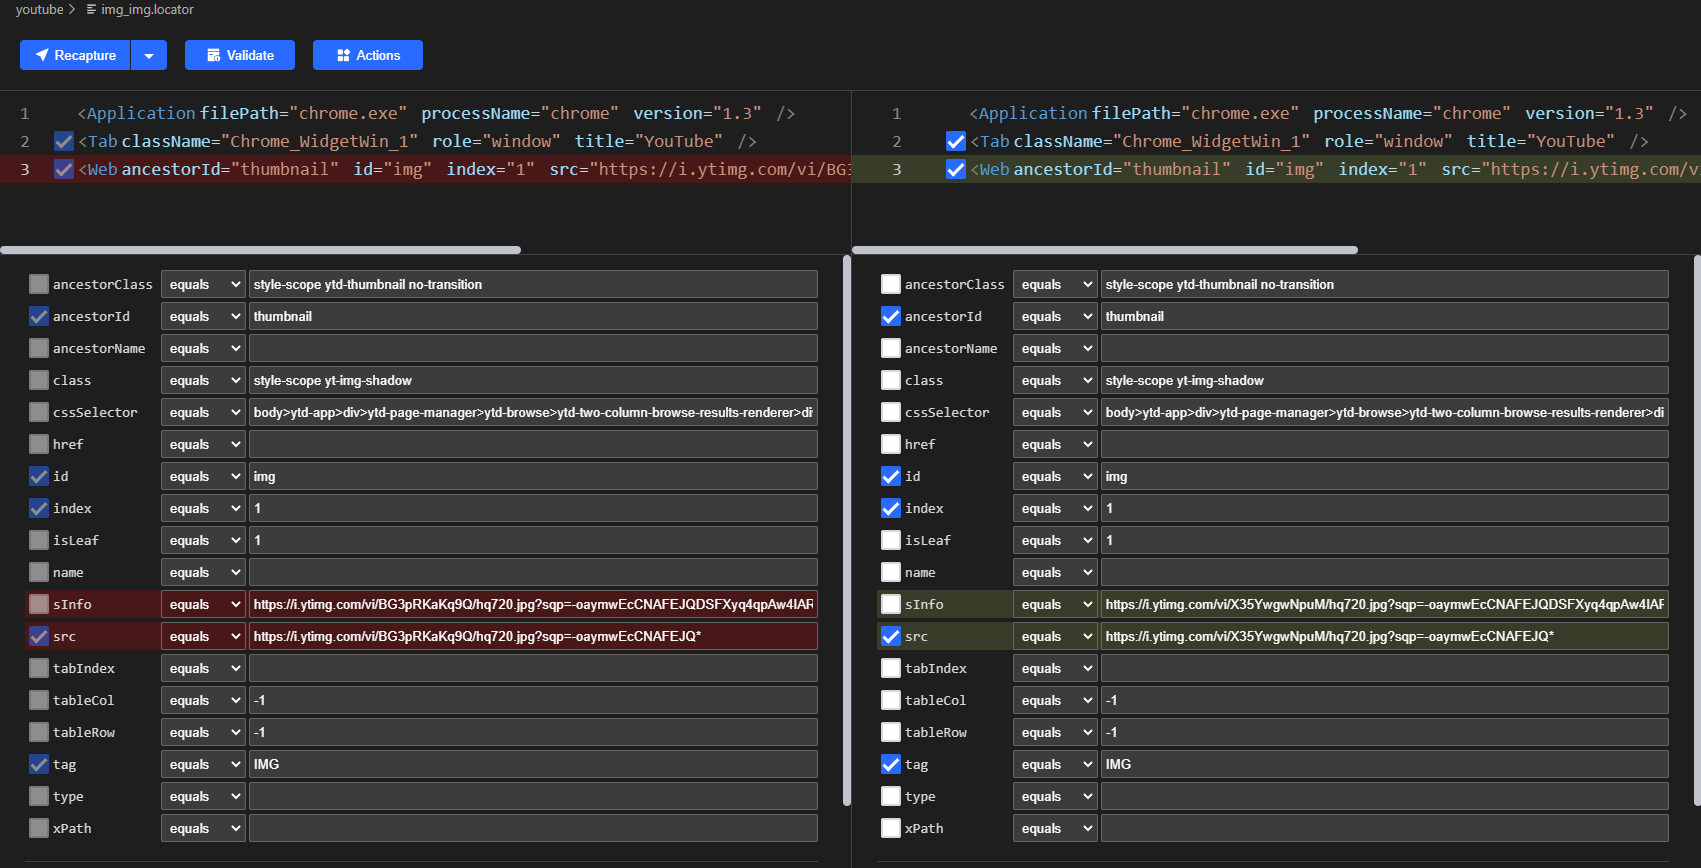 youtube > img_img.locator
Recapture Validate Actions
1 <Application filePath="chrome.exe" processName="chrome" version="1.3" />
2 <Tab className="Chrome_WidgetWin_1" role="window" title="YouTube" />
3 <Web ancestorId="thumbnail" id="img" index="1" src="https://i.ytimg.com/vi/BG3
1 <Application filePath="chrome.exe" processName="chrome" version="1.3" />
2 <Tab className="Chrome_WidgetWin_1" role="window" title="YouTube" />
3 <Web ancestorId="thumbnail" id="img" index="1" src="https://i.ytimg.com/v
ancestorClass equals style-scope ytd-thumbnail no-transition
ancestorId equals thumbnail
ancestorName equals
class equals style-scope yt-img-shadow
cssSelector equals body>ytd-app>div>ytd-page-manager>ytd-browse>ytd-two-column-browse-results-renderer>di
href equals
id equals img
index equals 1
isLeaf equals 1
name equals
sInfo equals https://i.ytimg.com/vi/BG3pRKaKq9Q/hq720.jpg?sqp=-oaymwEcCNAFEJQDSFXyq4qpAw4IAR
src equals https://i.ytimg.com/vi/BG3pRKaKq9Q/hq720.jpg?sqp=-oaymwEcCNAFEJQ*
tabIndex equals
tableCol equals -1
tableRow equals -1
tag equals IMG
type equals
xPath equals
ancestorClass equals style-scope ytd-thumbnail no-transition
ancestorId equals thumbnail
ancestorName equals
class equals style-scope yt-img-shadow
cssSelector equals body>ytd-app>div>ytd-page-manager>ytd-browse>ytd-two-column-browse-results-renderer>di
href equals
id equals img
index equals 1
isLeaf equals 1
name equals
sInfo equals https://i.ytimg.com/vi/X35YwgwNpuM/hq720.jpg?sqp=-oaymwEcCNAFEJQDSFXyq4qpAw4IAR
src equals https://i.ytimg.com/vi/X35YwgwNpuM/hq720.jpg?sqp=-oaymwEcCNAFEJQ*
tabIndex equals
tableCol equals -1
tableRow equals -1
tag equals IMG
type equals
xPath equals